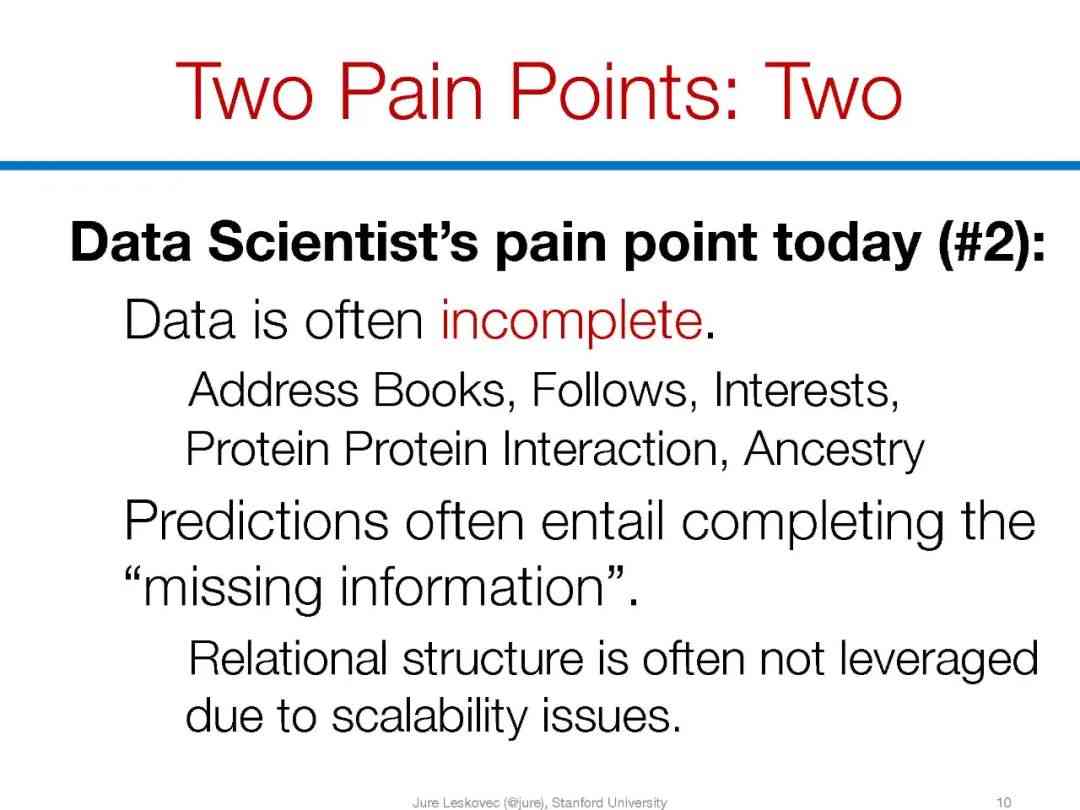 Two Pain Points: Two
Data Scientist’s pain point today (#2):
Data is often incomplete.
Address Books, Follows, Interests,
Protein Protein Interaction, Ancestry
Predictions often entail completing the
“missing information”.
Relational structure is often not leveraged
due to scalability issues.
Jure Leskovec (@jure), Stanford University
10